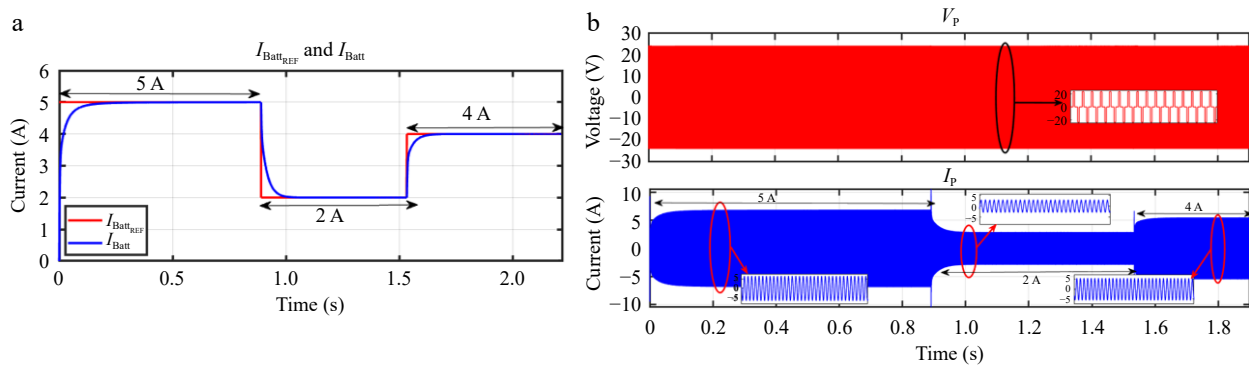 a
I_BattREF and I_Batt
6
5
4
3
2
1
0
Current (A)
5 A
4 A
2 A
I_BattREF
I_Batt
0
0.5
1.0
1.5
2.0
Time (s)
b
V_P
30
20
10
0
−10
−20
−30
Voltage (V)
20
0
−20
I_P
10
5
0
−5
−10
Current (A)
5 A
4 A
2 A
5
0
−5
5
0
−5
5
0
−5
0
0.2
0.4
0.6
0.8
1.0
1.2
1.4
1.6
1.8
Time (s)